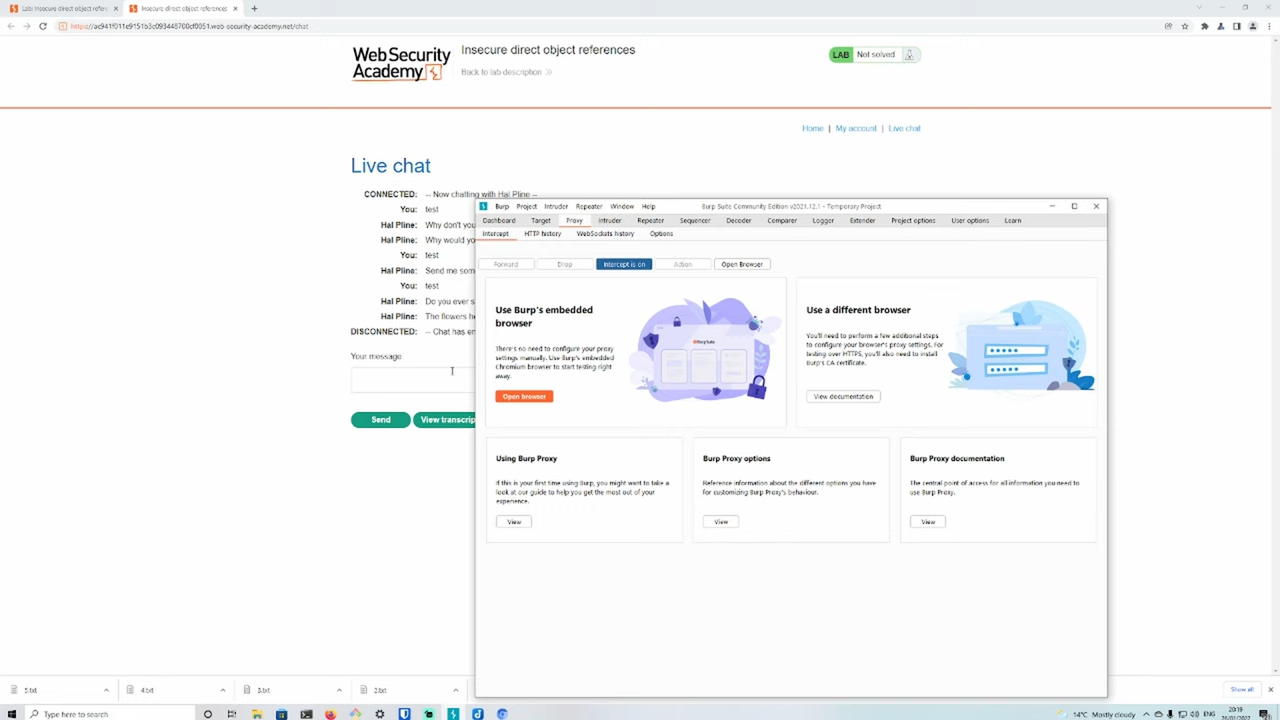 Lab: Insecure direct object refere
Insecure direct object references
https://ac941f011e9151b3c093448700cf0051.web-security-academy.net/chat
WebSecurity
Academy
Insecure direct object references
Back to lab description
LAB Not solved
Home | My account | Live chat
Live chat
CONNECTED: -- Now chatting with Hal Pline --
You: test
Hal Pline: Why don't you
Hal Pline: Why would yo
You: test
Hal Pline: Send me som
You: test
Hal Pline: Do you ever s
Hal Pline: The flowers he
DISCONNECTED: -- Chat has en
Your message:
Send
View transcrip
Burp Project Intruder Repeater Window Help
Burp Suite Community Edition v2021.12.1 - Temporary Project
Dashboard Target Proxy Intruder Repeater Sequencer Decoder Comparer Logger Extender Project options User options Learn
Intercept HTTP history WebSockets history Options
Forward Drop Intercept is on Action Open Browser
Use Burp's embedded
browser
There's no need to configure your proxy
settings manually. Use Burp's embedded
Chromium browser to start testing right
away.
Open browser
BurpSuite
Use a different browser
You'll need to perform a few additional steps
to configure your browser's proxy settings. For
testing over HTTPS, you'll also need to install
Burp's CA certificate.
View documentation
Using Burp Proxy
If this is your first time using Burp, you might want to take a
look at our guide to help you get the most out of your
experience.
View
Burp Proxy options
Reference information about the different options you have
for customizing Burp Proxy's behaviour.
View
Burp Proxy documentation
The central point of access for all information you need to
use Burp Proxy.
View
5.txt
4.txt
3.txt
2.txt
Show all
Type here to search
14°C Mostly cloudy
ENG
20:19